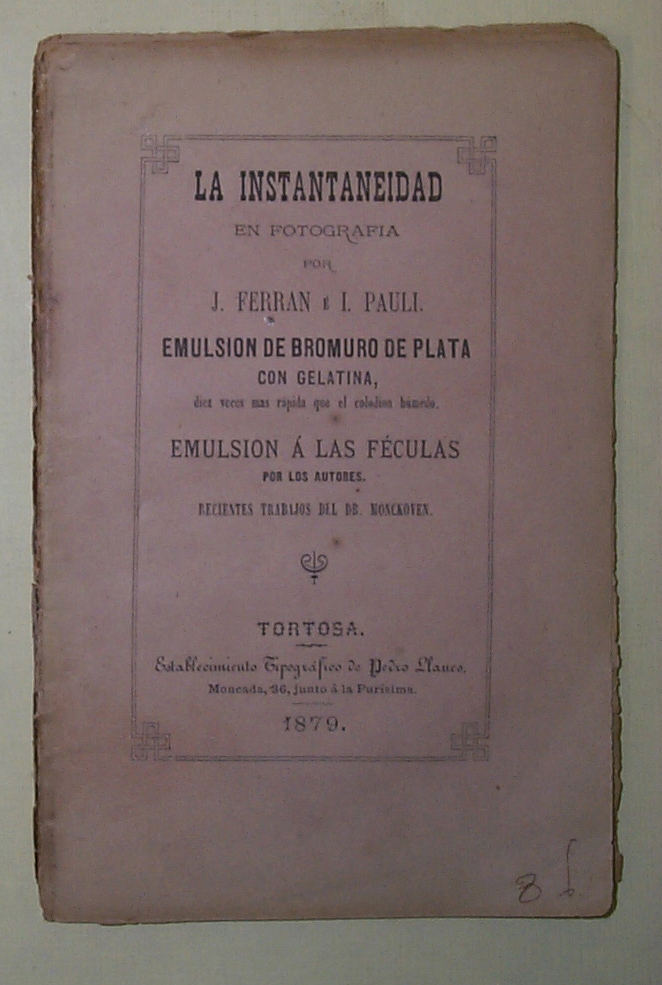 LA INSTANTANEIDAD
EN FOTOGRAFIA
POR
J. FERRAN É I. PAULI.
EMULSION DE BROMURO DE PLATA
CON GELATINA,
diez veces mas rápida que el colodion húmedo.
EMULSION Á LAS FÉCULAS
POR LOS AUTORES.
RECIENTES TRABAJOS DEL DR. MONCKOVEN.
TORTOSA.
Establecimiento Tipográfico de Pedro Llanes.
Moncada, 36, junto á la Purísima.
1879.
8